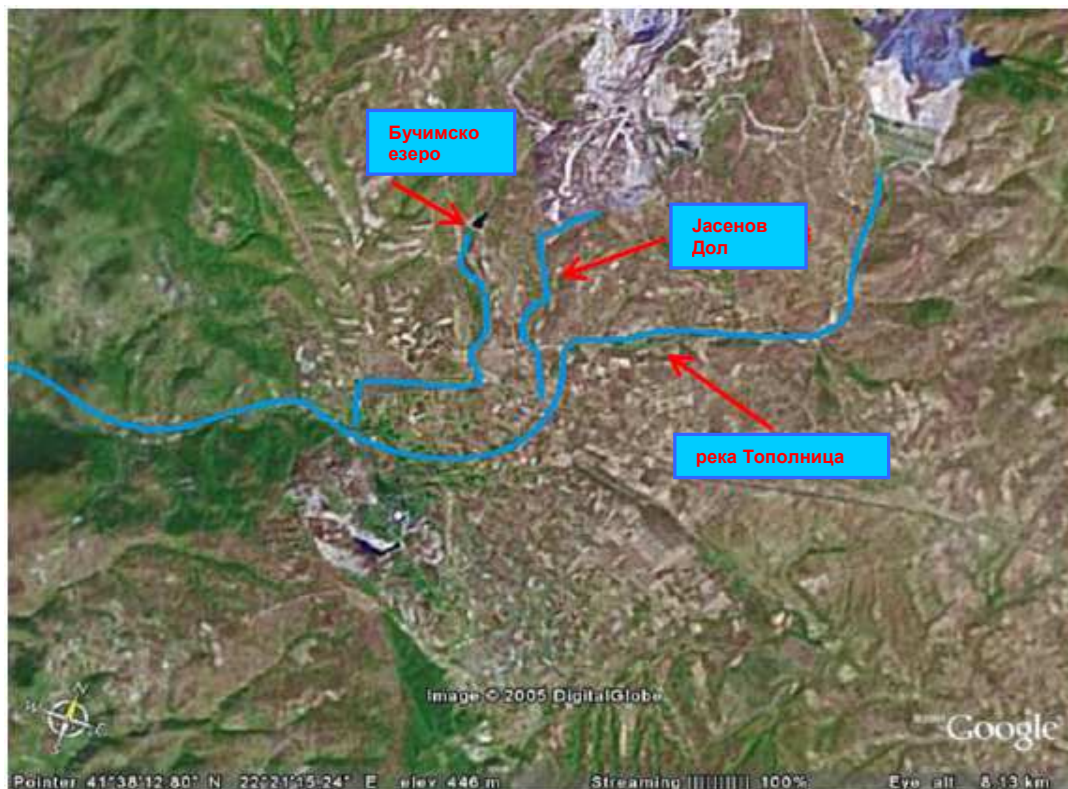 Бучимско
езеро
Јасенов
Дол
река Тополница
Image © 2005 DigitalGlobe
Google
N
W
E
S
Pointer 41°38'12.80" N 22°21'15.24" E elev 446 m Streaming |||||||||| 100% Eye alt 8.13 km